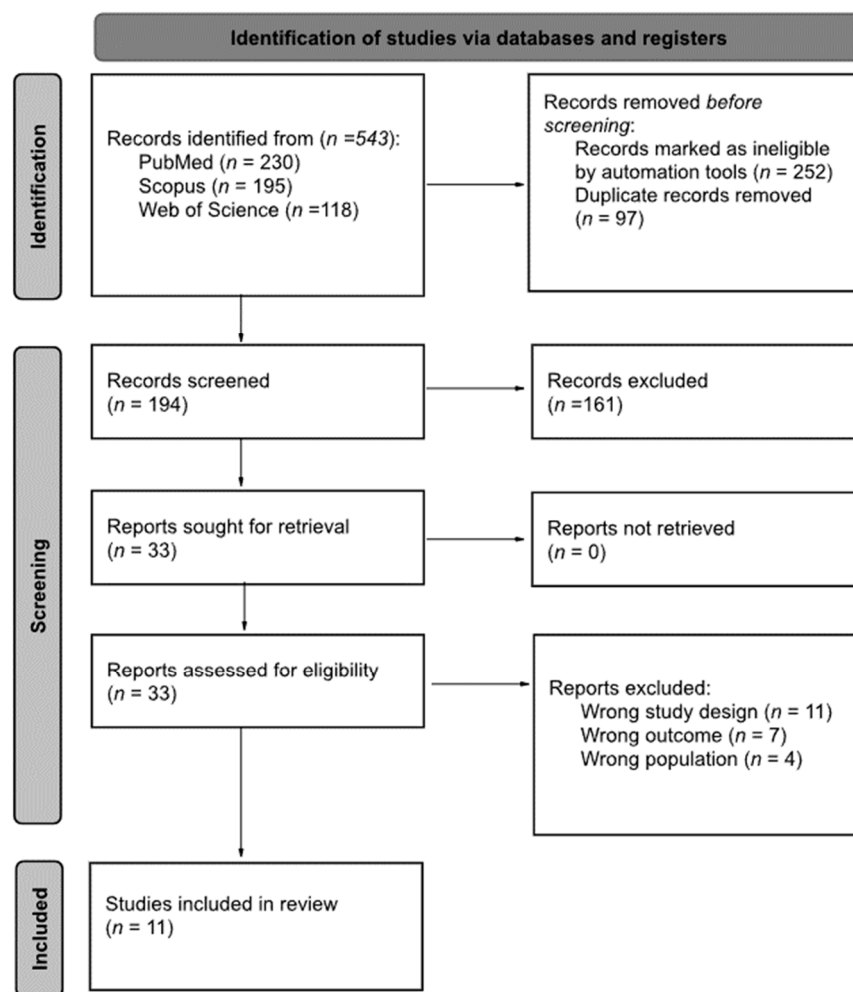 Identification of studies via databases and registers
Identification
Records identified from (n =543):
PubMed (n = 230)
Scopus (n = 195)
Web of Science (n =118)
Records removed before
screening:
Records marked as ineligible
by automation tools (n = 252)
Duplicate records removed
(n = 97)
Screening
Records screened
(n = 194)
Records excluded
(n =161)
Reports sought for retrieval
(n = 33)
Reports not retrieved
(n = 0)
Reports assessed for eligibility
(n = 33)
Reports excluded:
Wrong study design (n = 11)
Wrong outcome (n = 7)
Wrong population (n = 4)
Included
Studies included in review
(n = 11)